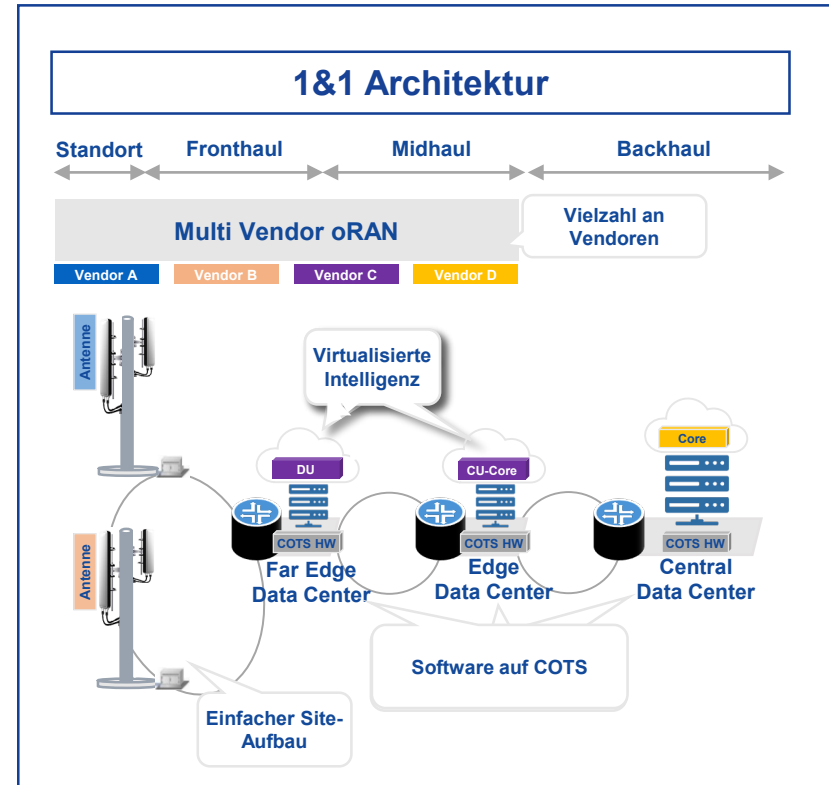 1&1 Architektur
Standort
Fronthaul
Midhaul
Backhaul
Multi Vendor oRAN
Vielzahl an
Vendoren
Vendor A
Vendor B
Vendor C
Vendor D
Antenne
Virtualisierte
Intelligenz
Core
DU
CU-Core
COTS HW
COTS HW
COTS HW
Far Edge
Data Center
Edge
Data Center
Central
Data Center
Antenne
Software auf COTS
Einfacher Site-
Aufbau